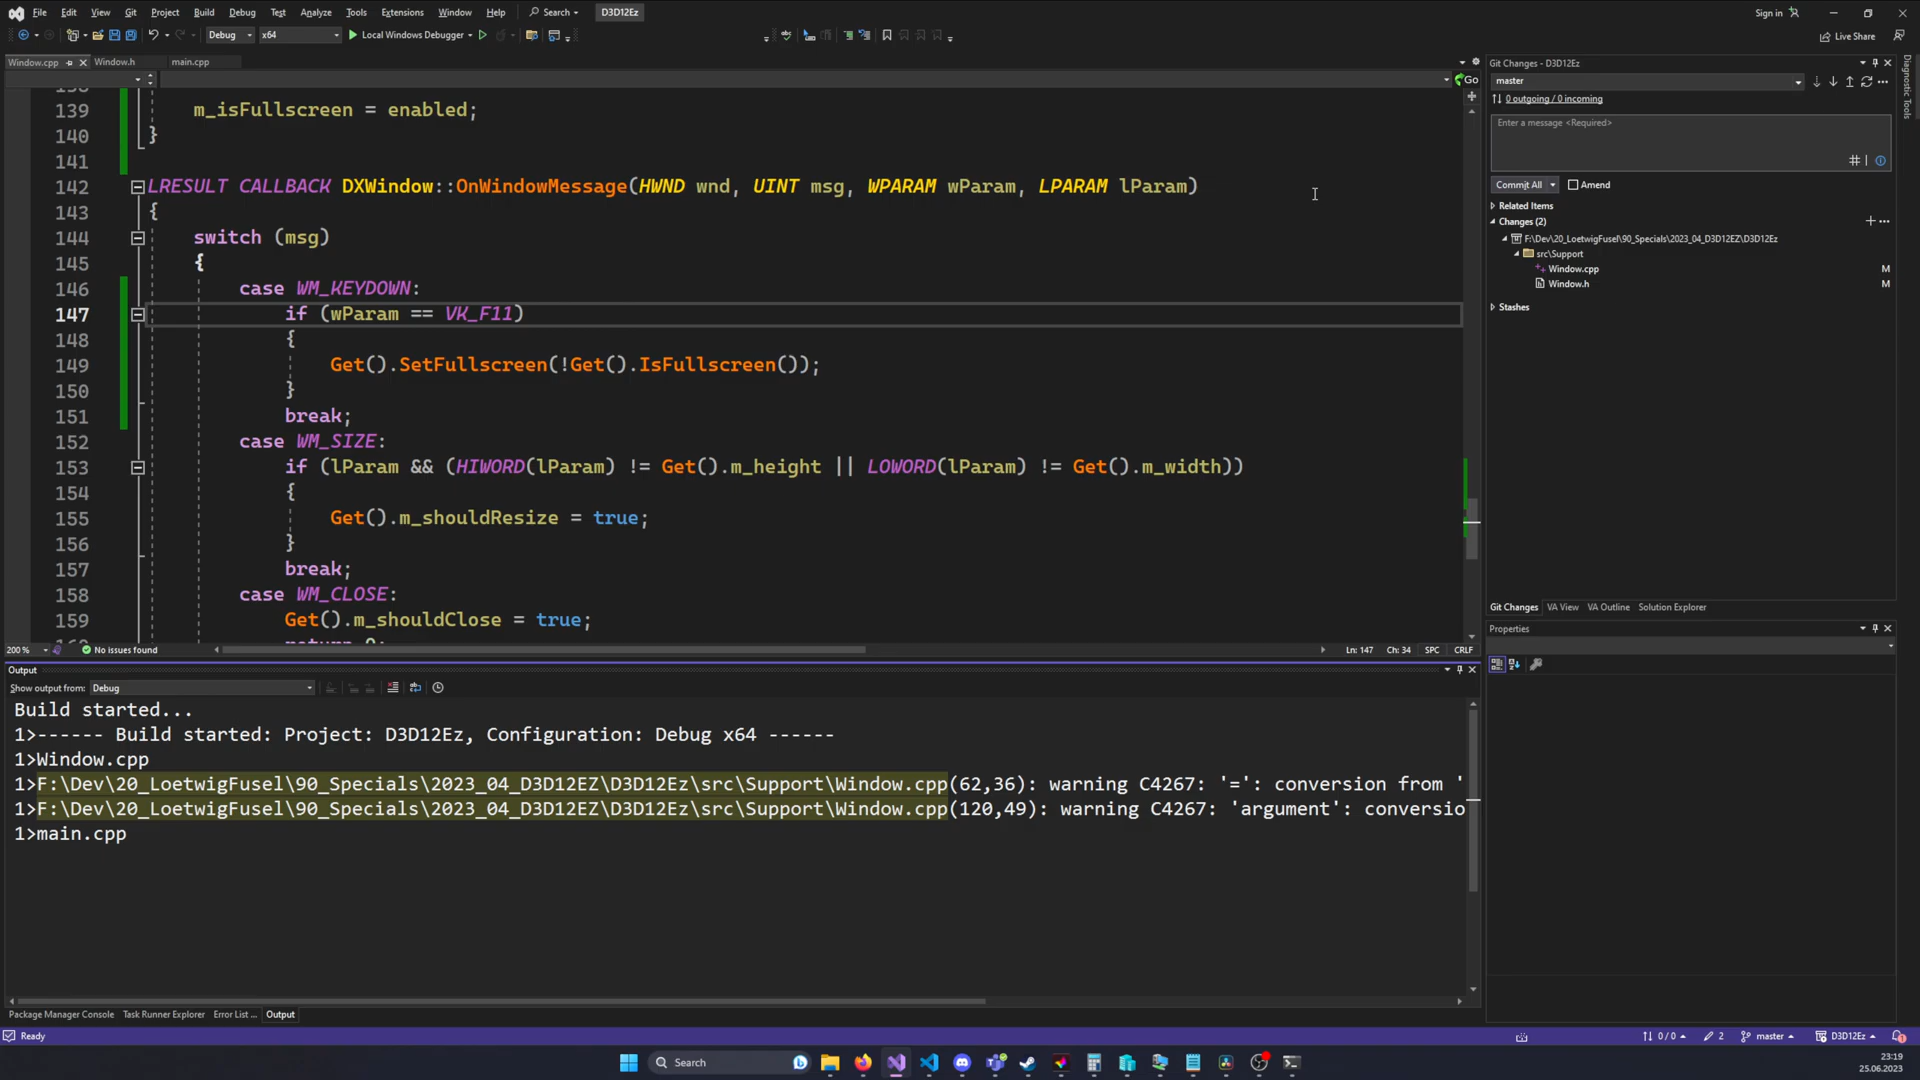 File Edit View Git Project Build Debug Test Analyze Tools Extensions Window Help Search D3D12Ez Sign in
Debug x64 Local Windows Debugger Live Share
Window.cpp Window.h main.cpp
Go
139 m_isFullscreen = enabled;
140 }
141
142 LRESULT CALLBACK DXWindow::OnWindowMessage(HWND wnd, UINT msg, WPARAM wParam, LPARAM lParam)
143 {
144 switch (msg)
145 {
146 case WM_KEYDOWN:
147 if (wParam == VK_F11)
148 {
149 Get().SetFullscreen(!Get().IsFullscreen());
150 }
151 break;
152 case WM_SIZE:
153 if (lParam && (HIWORD(lParam) != Get().m_height || LOWORD(lParam) != Get().m_width))
154 {
155 Get().m_shouldResize = true;
156 }
157 break;
158 case WM_CLOSE:
159 Get().m_shouldClose = true;
200 % No issues found Ln: 147 Ch: 34 SPC CRLF
Output
Show output from: Debug
Build started...
1>------ Build started: Project: D3D12Ez, Configuration: Debug x64 ------
1>Window.cpp
1>F:\Dev\20_LoetwigFusel\90_Specials\2023_04_D3D12EZ\D3D12Ez\src\Support\Window.cpp(62,36): warning C4267: '=': conversion from '
1>F:\Dev\20_LoetwigFusel\90_Specials\2023_04_D3D12EZ\D3D12Ez\src\Support\Window.cpp(120,49): warning C4267: 'argument': conversio
1>main.cpp
Package Manager Console Task Runner Explorer Error List ... Output
Git Changes - D3D12Ez
master
0 outgoing / 0 incoming
Enter a message <Required>
Commit All Amend
Related Items
Changes (2)
F:\Dev\20_LoetwigFusel\90_Specials\2023_04_D3D12EZ\D3D12Ez
src\Support
Window.cpp M
Window.h M
Stashes
Git Changes VA View VA Outline Solution Explorer
Properties
Diagnostic Tools
Ready 0 / 0 2 master D3D12Ez
Search
23:19
25.06.2023